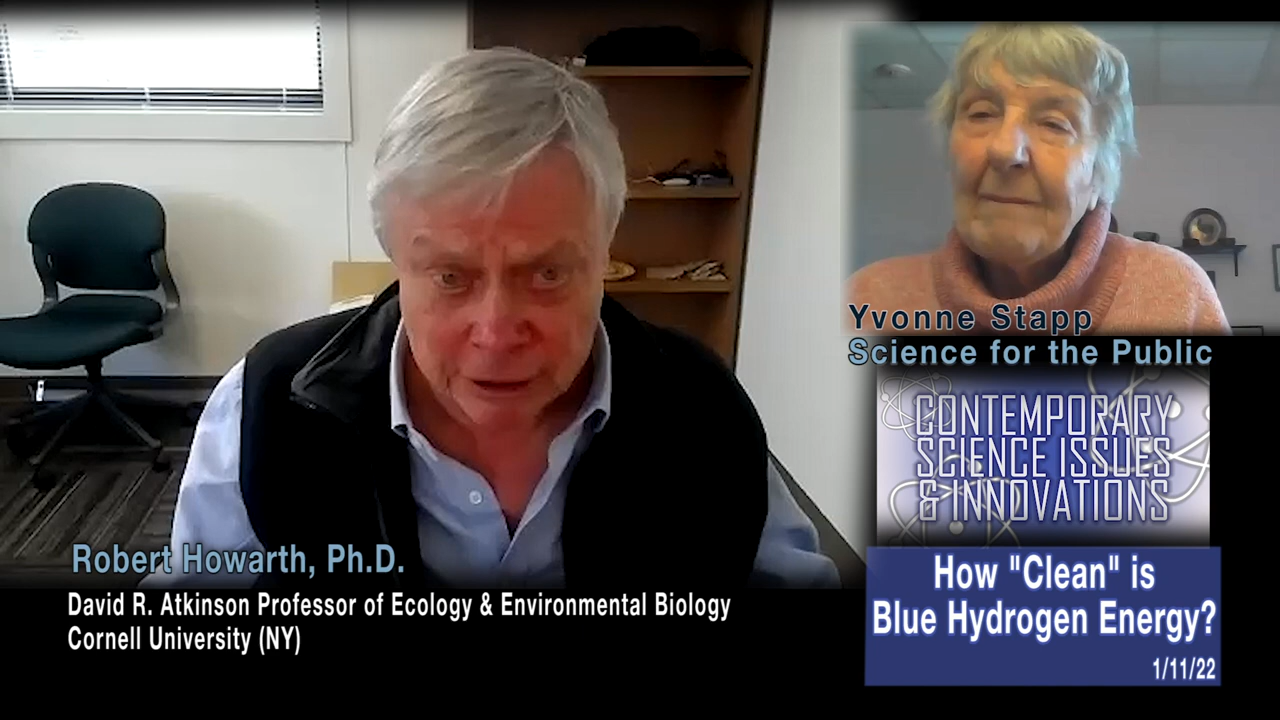 Yvonne Stapp
Science for the Public
CONTEMPORARY
SCIENCE ISSUES
& INNOVATIONS
How "Clean" is
Blue Hydrogen Energy?
1/11/22
Robert Howarth, Ph.D.
David R. Atkinson Professor of Ecology & Environmental Biology
Cornell University (NY)